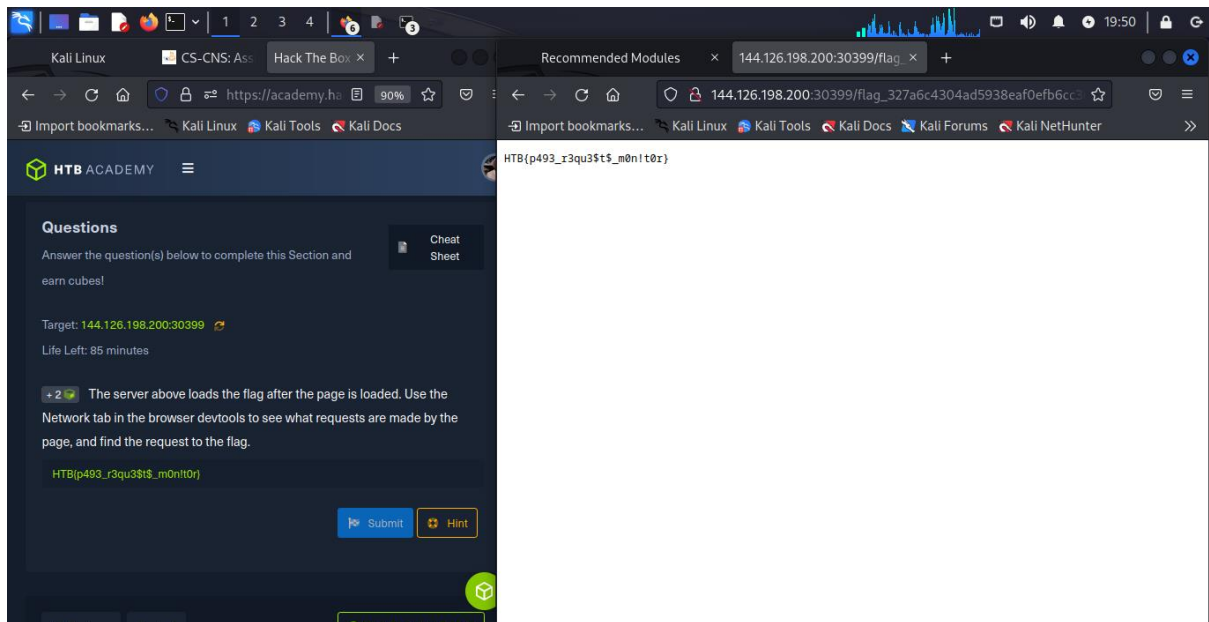 1 2 3 4 6 3 19:50
Kali Linux CS-CNS: Ass Hack The Box × +
https://academy.ha 90%
Import bookmarks... Kali Linux Kali Tools Kali Docs
HTB ACADEMY
Questions
Answer the question(s) below to complete this Section and
earn cubes!
Cheat
Sheet
Target: 144.126.198.200:30399
Life Left: 85 minutes
+ 2 The server above loads the flag after the page is loaded. Use the
Network tab in the browser devtools to see what requests are made by the
page, and find the request to the flag.
HTB{p493_r3qu3$t$_m0n!t0r}
Submit Hint
Recommended Modules × 144.126.198.200:30399/flag_ × +
144.126.198.200:30399/flag_327a6c4304ad5938eaf0efb6cc3
Import bookmarks... Kali Linux Kali Tools Kali Docs Kali Forums Kali NetHunter »
HTB{p493_r3qu3$t$_m0n!t0r}